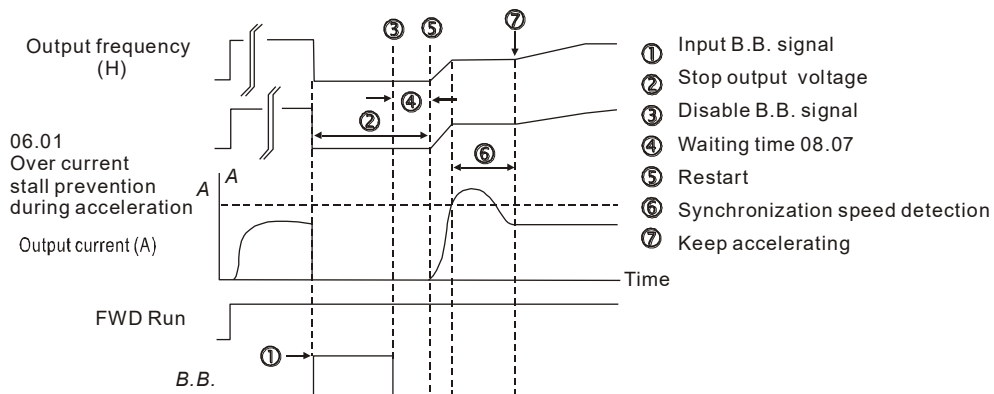 ③ ⑤ ⑦
Output frequency
(H)
④
②
06.01
Over current
stall prevention
during acceleration
A A
Output current (A)
⑥
Time
FWD Run
①
B.B.
① Input B.B. signal
② Stop output voltage
③ Disable B.B. signal
④ Waiting time 08.07
⑤ Restart
⑥ Synchronization speed detection
⑦ Keep accelerating